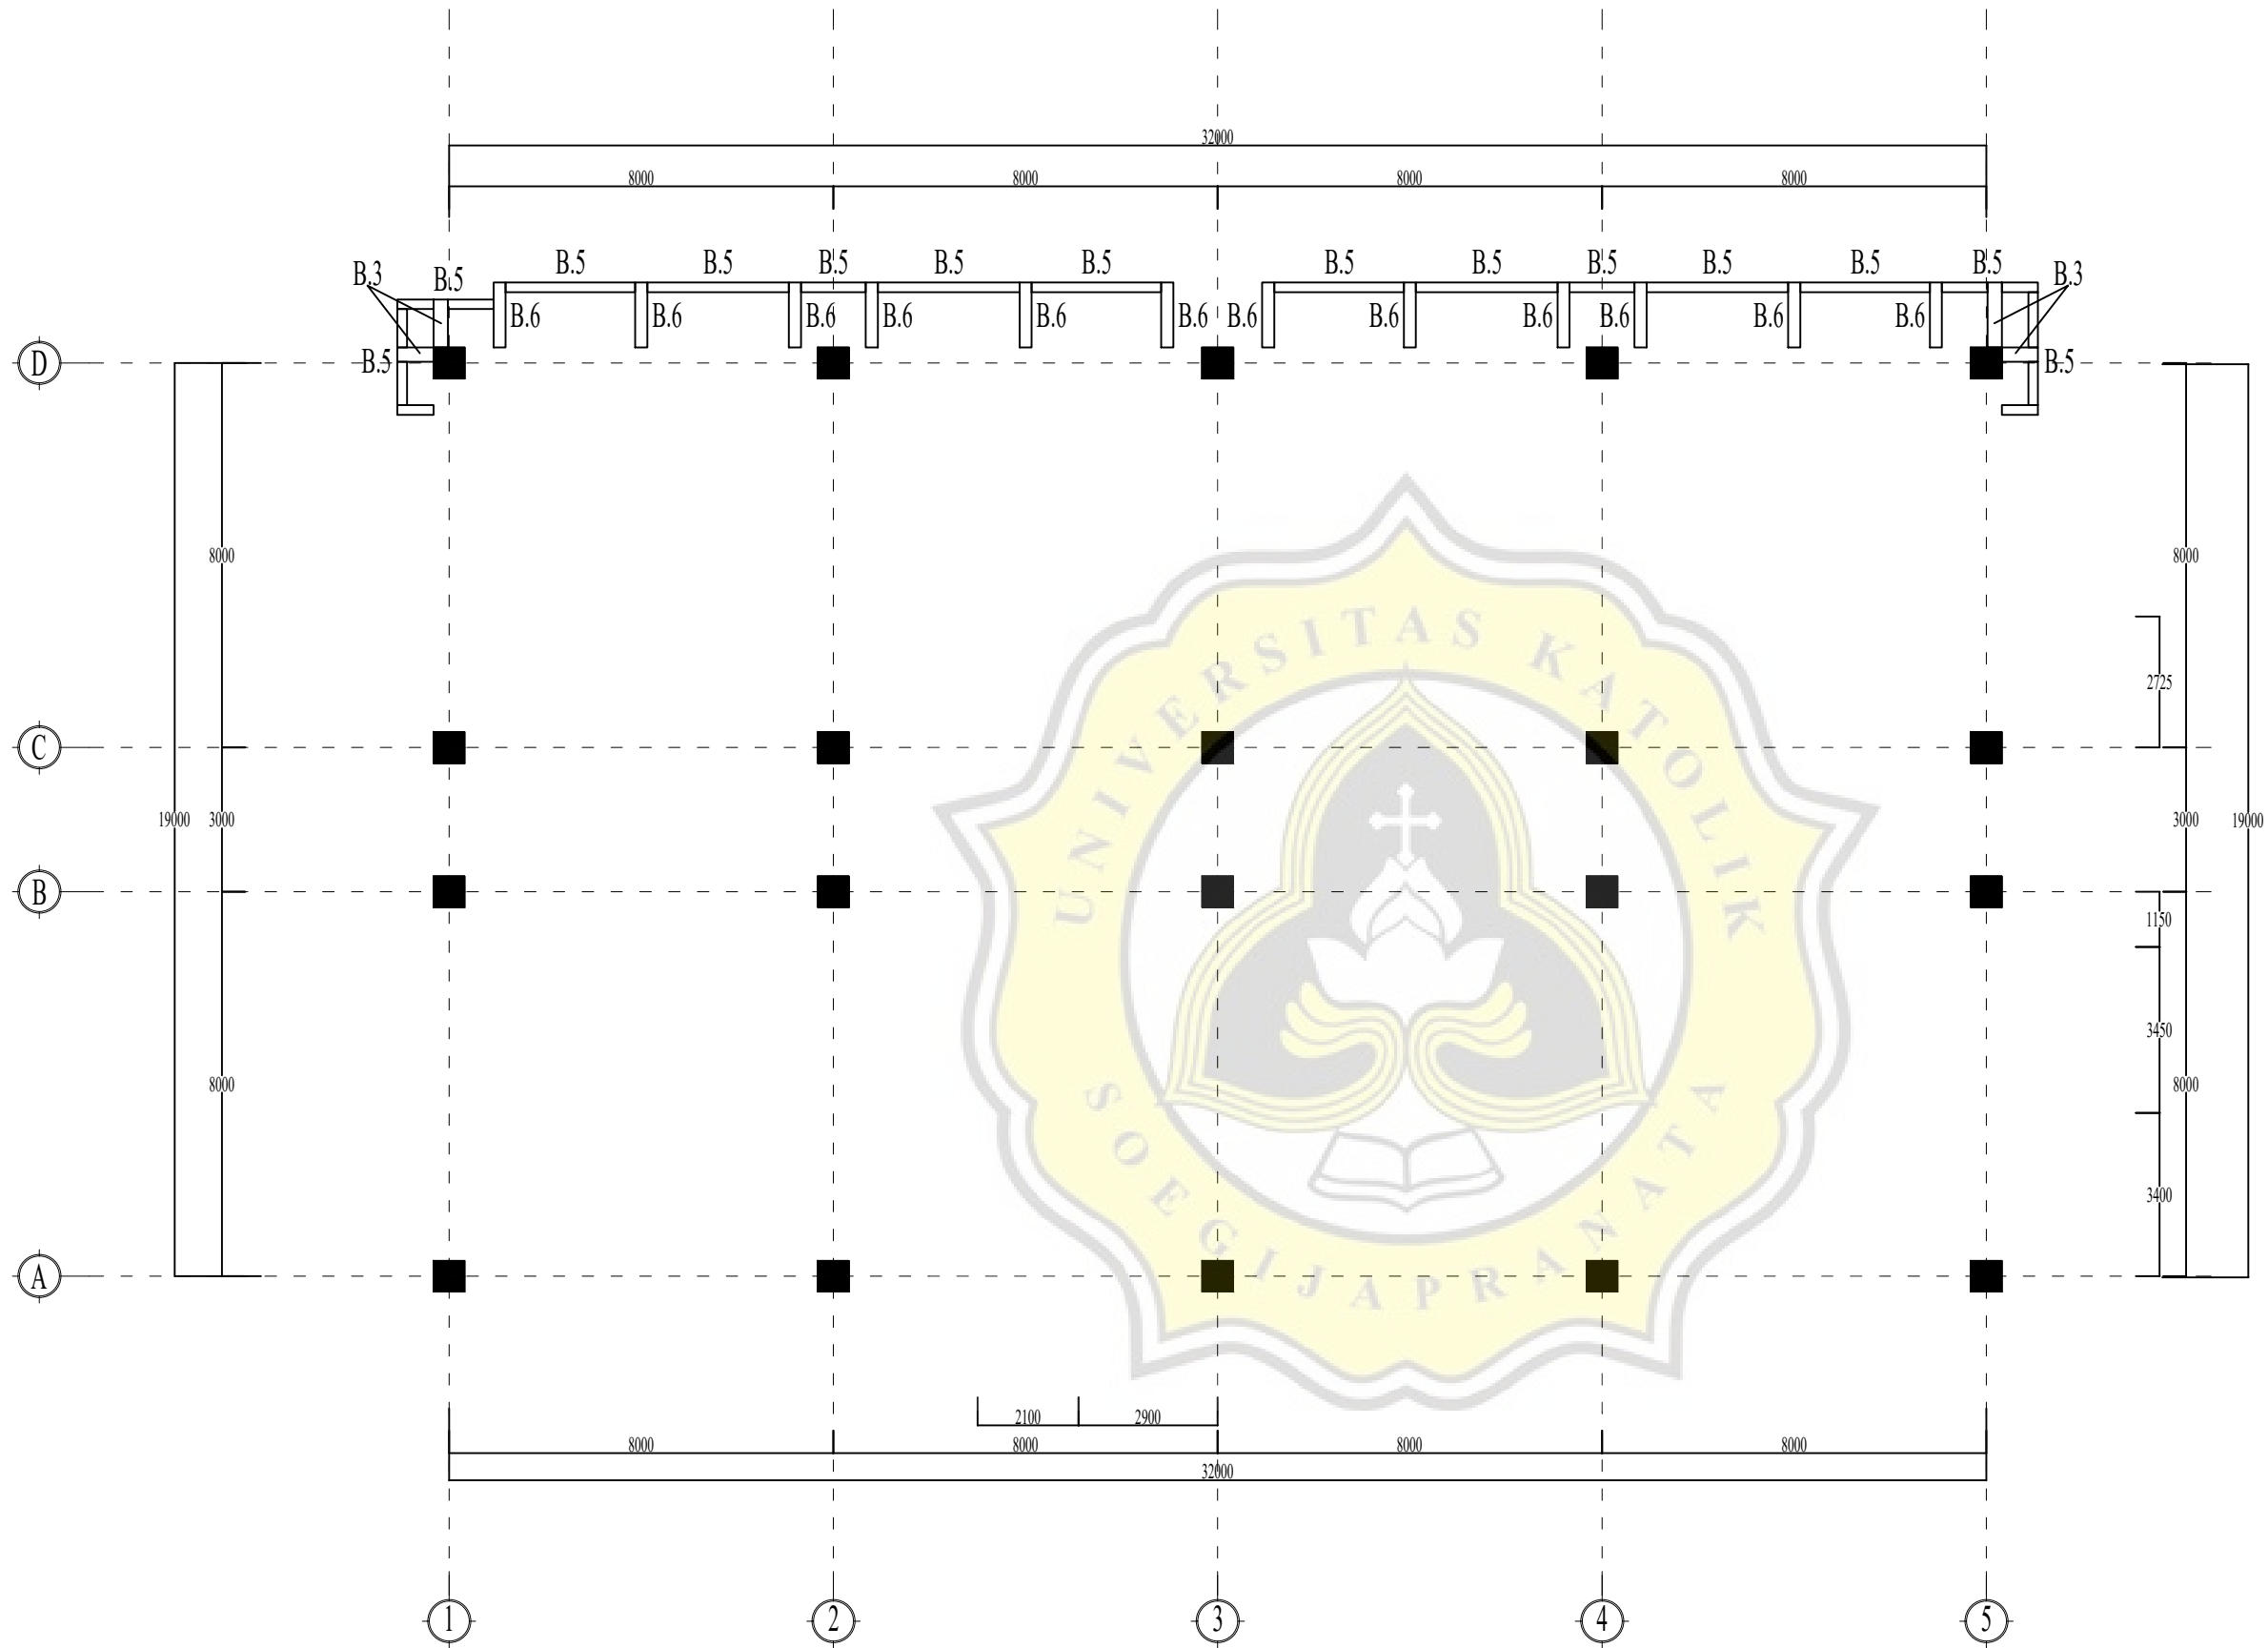 32000
8000 8000 8000 8000
B.3 B.5 B.5 B.5 B.5 B.5 B.5 B.5 B.5 B.5 B.5 B.5 B.5 B.3
B.6 B.6 B.6 B.6 B.6 B.6 B.6 B.6 B.6 B.6 B.6 B.6
D B.5 B.5
8000 8000
UNIVERSITAS KATOLIK
2725
C
19000 3000 3000 19000
B
1150
3450
8000 8000
SOEGIJAPRANATA
3400
A
2100 2900
8000 8000 8000 8000
32000
1 2 3 4 5